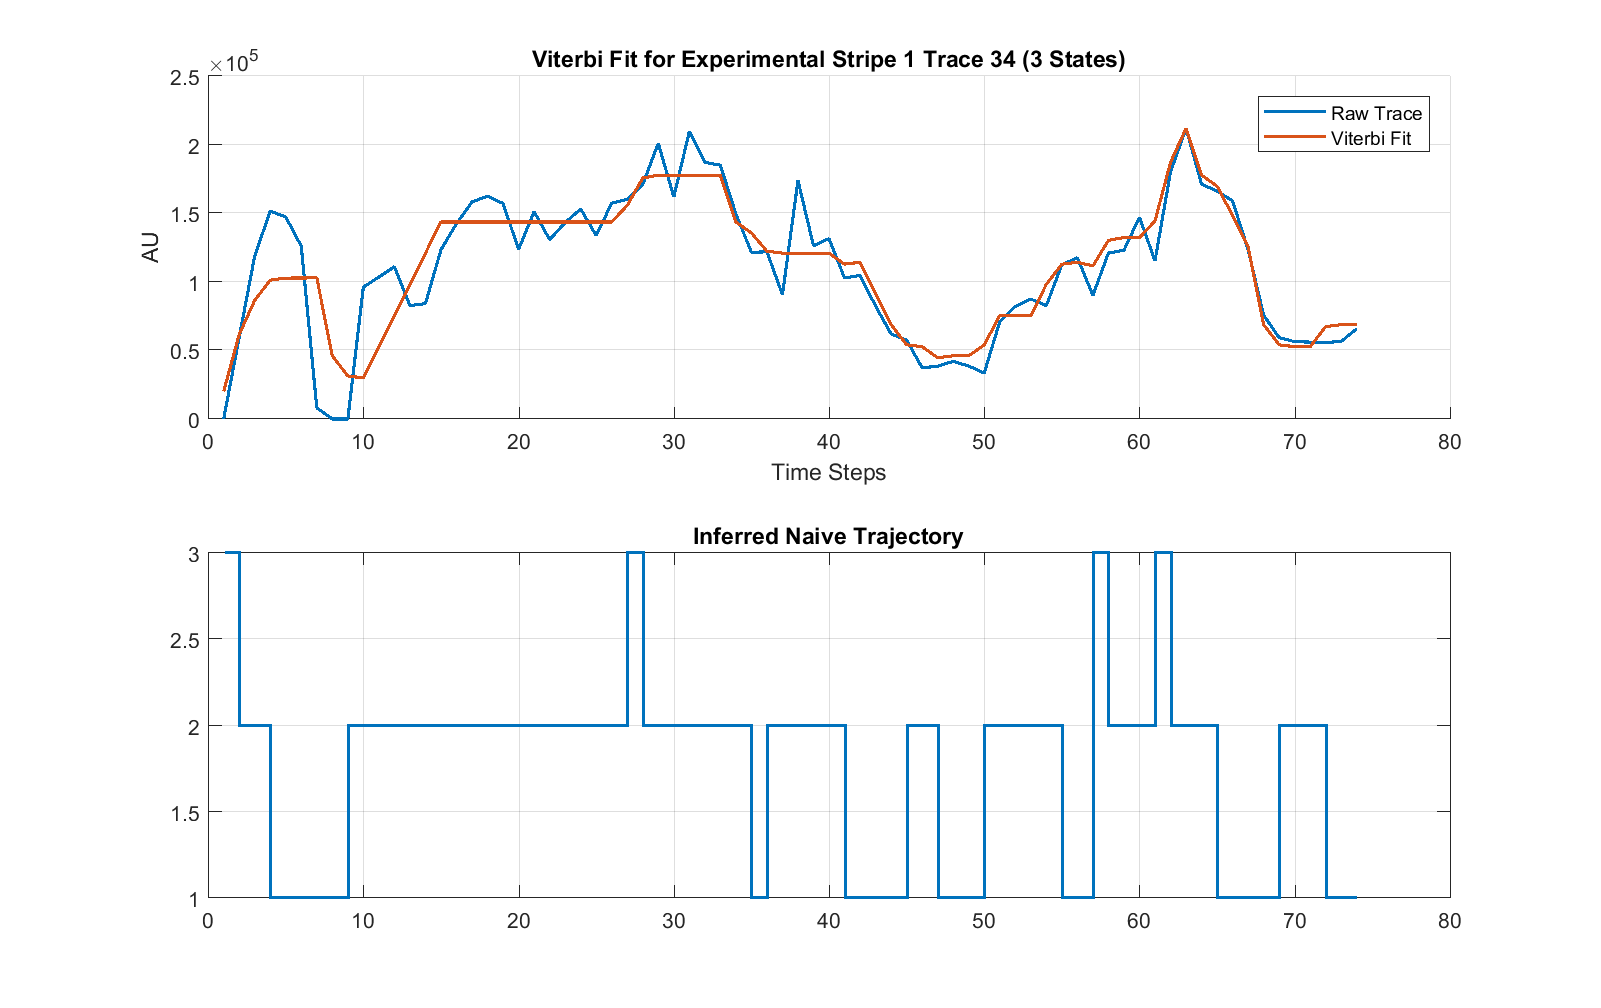 Viterbi Fit for Experimental Stripe 1 Trace 34 (3 States)
×10^5
2.5
2
1.5
1
0.5
0
AU
Raw Trace
Viterbi Fit
0 10 20 30 40 50 60 70 80
Time Steps
Inferred Naive Trajectory
3
2.5
2
1.5
1
0 10 20 30 40 50 60 70 80